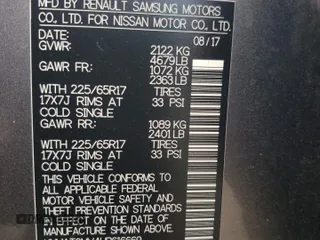 MFD BY RENAULT SAMSUNG MOTORS
CO., LTD. FOR NISSAN MOTOR CO., LTD.
DATE: 08/17
GVWR: 2122 KG
4679LB
GAWR FR: 1072 KG
2363LB
WITH 225/65R17 TIRES
17X7J RIMS AT 33 PSI
COLD SINGLE
GAWR RR: 1089 KG
2401LB
WITH 225/65R17 TIRES
17X7J RIMS AT 33 PSI
COLD SINGLE
THIS VEHICLE CONFORMS TO
ALL APPLICABLE FEDERAL
MOTOR VEHICLE SAFETY
STANDARDS IN EFFECT ON
THE DATE OF MANUFACTURE
SHOWN ABOVE.